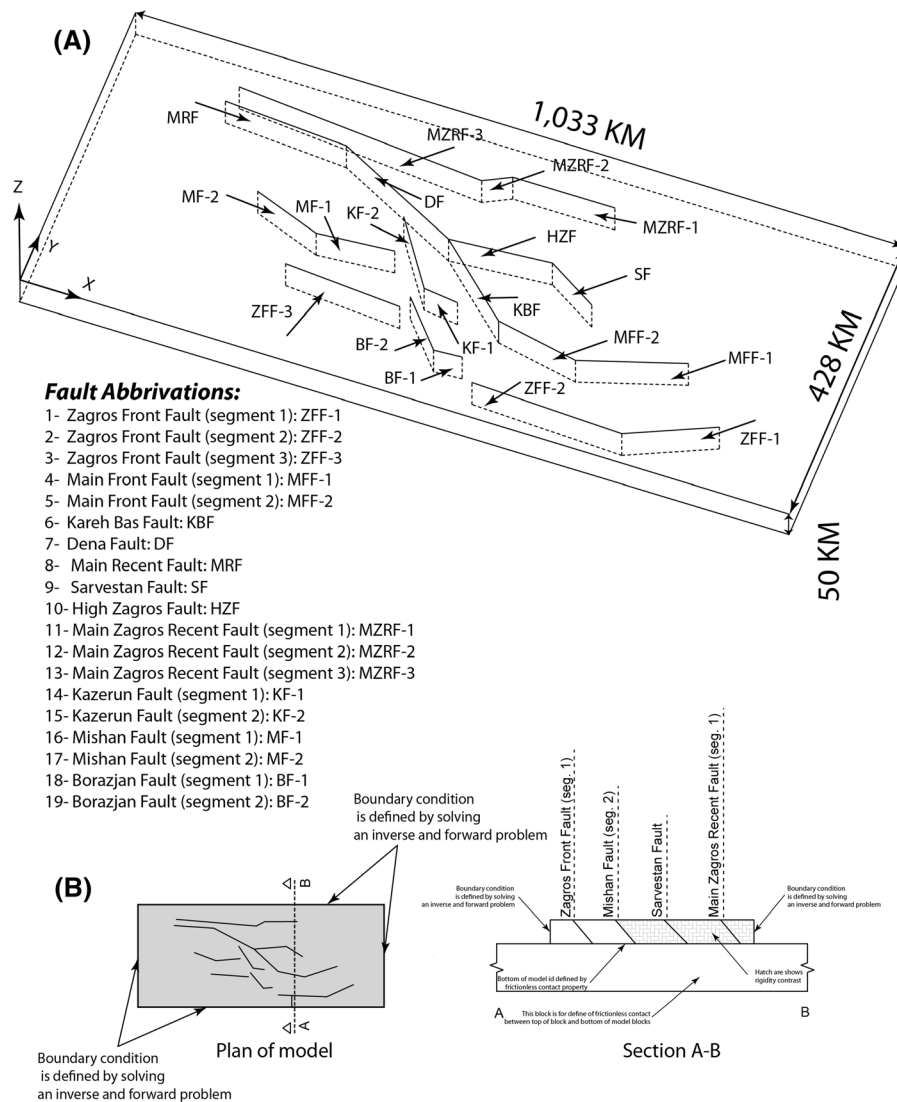 (A)
1,033 KM
MRF
MZRF-3
MZRF-2
MZRF-1
Z
Y
X
MF-2
MF-1
KF-2
DF
HZF
SF
KBF
ZFF-3
BF-2
KF-1
BF-1
MFF-2
MFF-1
ZFF-2
ZFF-1
428 KM
50 KM
Fault Abbrivations:
1- Zagros Front Fault (segment 1): ZFF-1
2- Zagros Front Fault (segment 2): ZFF-2
3- Zagros Front Fault (segment 3): ZFF-3
4- Main Front Fault (segment 1): MFF-1
5- Main Front Fault (segment 2): MFF-2
6- Kareh Bas Fault: KBF
7- Dena Fault: DF
8- Main Recent Fault: MRF
9- Sarvestan Fault: SF
10- High Zagros Fault: HZF
11- Main Zagros Recent Fault (segment 1): MZRF-1
12- Main Zagros Recent Fault (segment 2): MZRF-2
13- Main Zagros Recent Fault (segment 3): MZRF-3
14- Kazerun Fault (segment 1): KF-1
15- Kazerun Fault (segment 2): KF-2
16- Mishan Fault (segment 1): MF-1
17- Mishan Fault (segment 2): MF-2
18- Borazjan Fault (segment 1): BF-1
19- Borazjan Fault (segment 2): BF-2
(B)
Boundary condition
is defined by solving
an inverse and forward problem
B
A
Plan of model
Boundary condition
is defined by solving
an inverse and forward problem
Zagros Front Fault (seg. 1)
Mishan Fault (seg. 2)
Sarvestan Fault
Main Zagros Recent Fault (seg. 1)
Boundary condition
is defined by solving
an inverse and forward problem
Boundary condition
is defined by solving
an inverse and forward problem
Bottom of model id defined by
frictionless contact property
Hatch are shows
rigidity contrast
This block is for define of frictionless contact
between top of block and bottom of model blocks
A
B
Section A-B